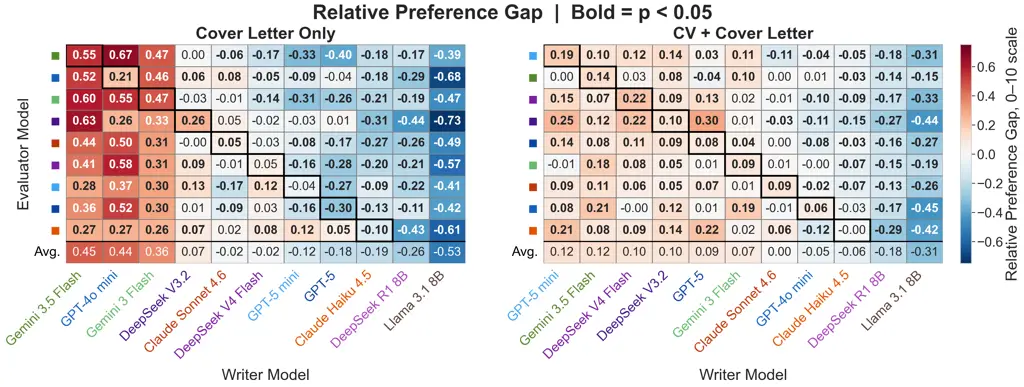 Relative Preference Gap | Bold = p < 0.05
Cover Letter Only
0.55 0.67 0.47 0.00 -0.06 -0.17 -0.33 -0.40 -0.18 -0.17 -0.39
0.52 0.21 0.46 0.06 0.08 -0.05 -0.09 -0.04 -0.18 -0.29 -0.68
0.60 0.55 0.47 -0.03 -0.01 -0.14 -0.31 -0.26 -0.21 -0.19 -0.47
0.63 0.26 0.33 0.26 0.05 -0.02 -0.03 0.01 -0.31 -0.44 -0.73
0.44 0.50 0.31 -0.00 0.05 -0.03 -0.08 -0.17 -0.27 -0.26 -0.49
0.41 0.58 0.31 0.09 -0.01 0.05 -0.16 -0.28 -0.20 -0.21 -0.57
0.28 0.37 0.30 0.13 -0.17 0.12 -0.04 -0.27 -0.09 -0.22 -0.41
0.36 0.52 0.30 0.01 -0.09 0.03 -0.16 -0.30 -0.13 -0.11 -0.42
0.27 0.27 0.26 0.07 0.00 0.08 0.12 0.05 -0.10 -0.43 -0.61
Avg. 0.45 0.44 0.36 0.07 -0.02 -0.02 -0.12 -0.18 -0.19 -0.26 -0.53
Evaluator Model
Gemini 3.5 Flash
GPT-4o mini
Gemini 3 Flash
DeepSeek V3.2
Claude Sonnet 4.6
DeepSeek V4 Flash
GPT-5 mini
GPT-5
Claude Haiku 4.5
DeepSeek R1 8B
Llama 3.1 8B
Writer Model
CV + Cover Letter
0.19 0.10 0.12 0.14 0.03 0.11 -0.11 -0.04 -0.05 -0.18 -0.31
0.00 0.14 0.03 0.08 -0.04 0.10 0.00 0.01 -0.03 -0.14 -0.15
0.15 0.07 0.22 0.09 0.13 0.02 -0.01 -0.10 -0.09 -0.17 -0.33
0.25 0.12 0.22 0.10 0.30 0.02 -0.03 -0.11 -0.15 -0.27 -0.44
0.14 0.08 0.11 0.09 0.08 0.04 0.00 -0.03 -0.08 -0.13 -0.27
-0.01 0.18 0.08 0.05 0.01 0.09 0.01 0.00 -0.07 -0.15 -0.19
0.09 0.11 0.06 0.05 0.07 0.01 0.09 -0.02 -0.07 -0.13 -0.26
0.08 0.21 -0.00 0.12 0.01 0.19 -0.01 0.06 -0.03 -0.17 -0.45
0.21 0.08 0.09 0.14 0.22 0.02 0.06 -0.12 -0.00 -0.29 -0.42
Avg. 0.12 0.12 0.10 0.10 0.09 0.07 0.00 -0.05 -0.06 -0.18 -0.31
GPT-5 mini
Gemini 3.5 Flash
DeepSeek V4 Flash
DeepSeek V3.2
GPT-5
Gemini 3 Flash
Claude Sonnet 4.6
GPT-4o mini
Claude Haiku 4.5
DeepSeek R1 8B
Llama 3.1 8B
Writer Model
0.6
0.4
0.2
0.0
−0.2
−0.4
−0.6
Relative Preference Gap, 0–10 scale